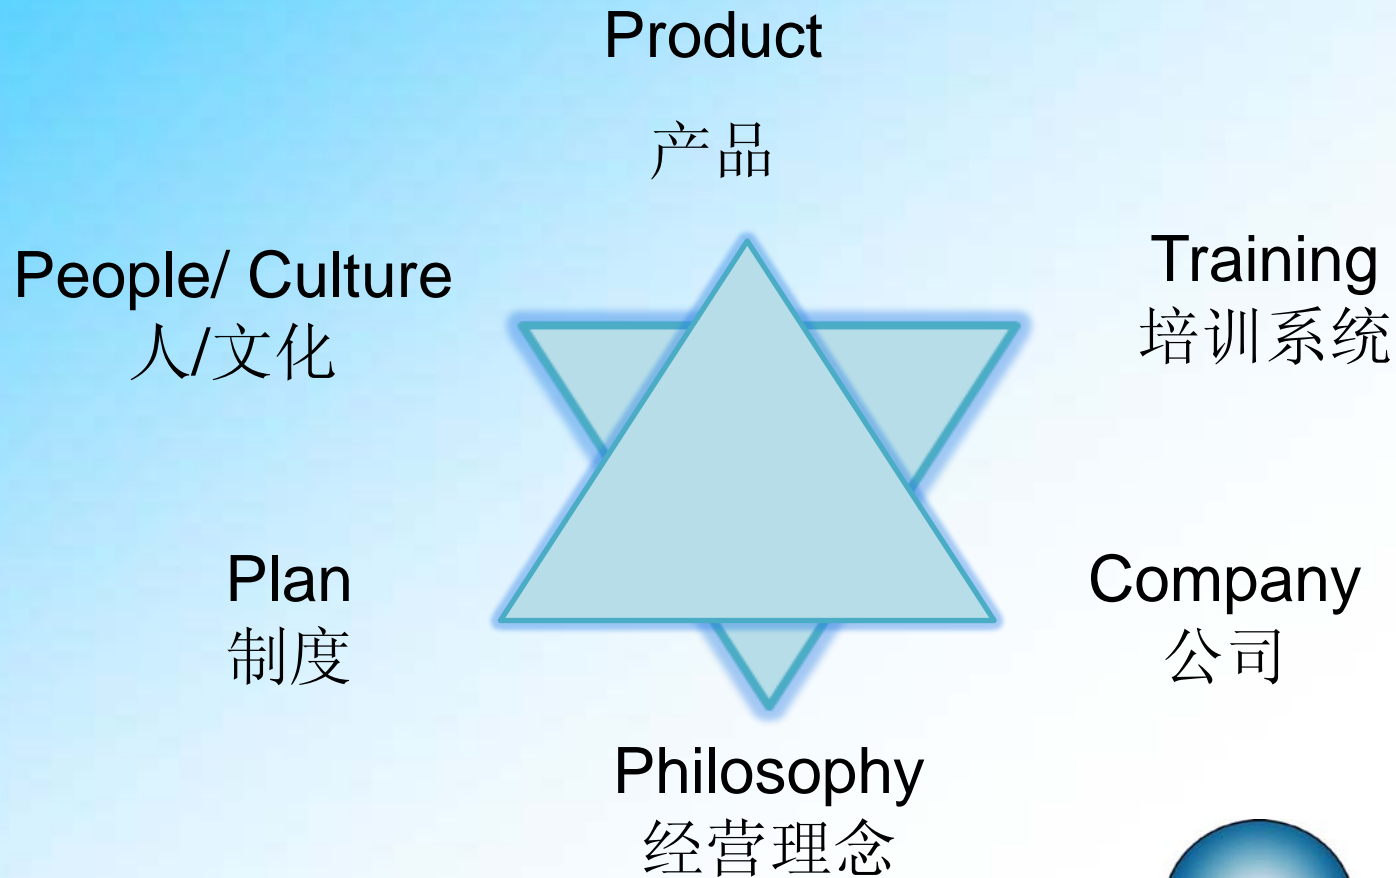 Product
产品
People/ Culture
人/文化
Training
培训系统
Plan
制度
Company
公司
Philosophy
经营理念